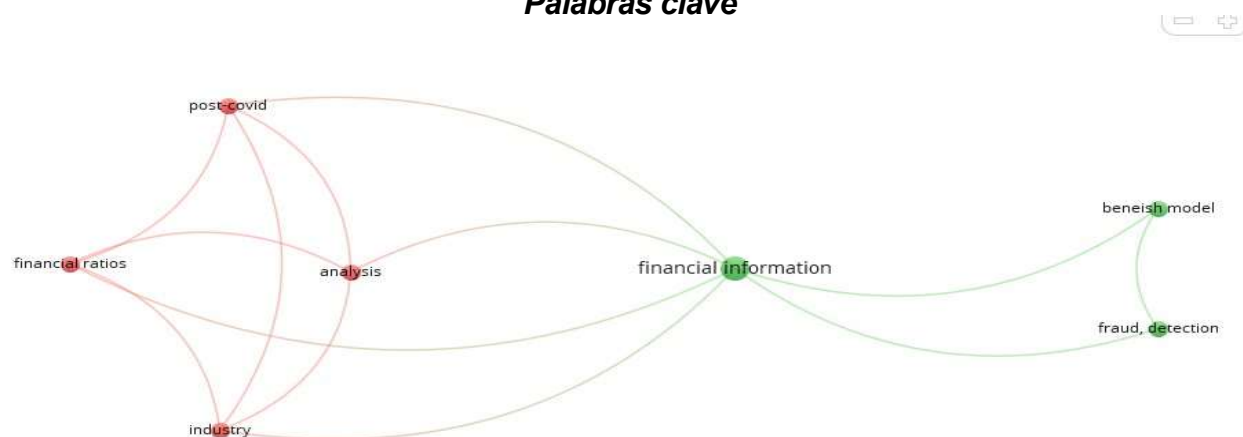 Palabras clave
post-covid
beneish model
financial ratios
analysis
financial information
fraud, detection
industry